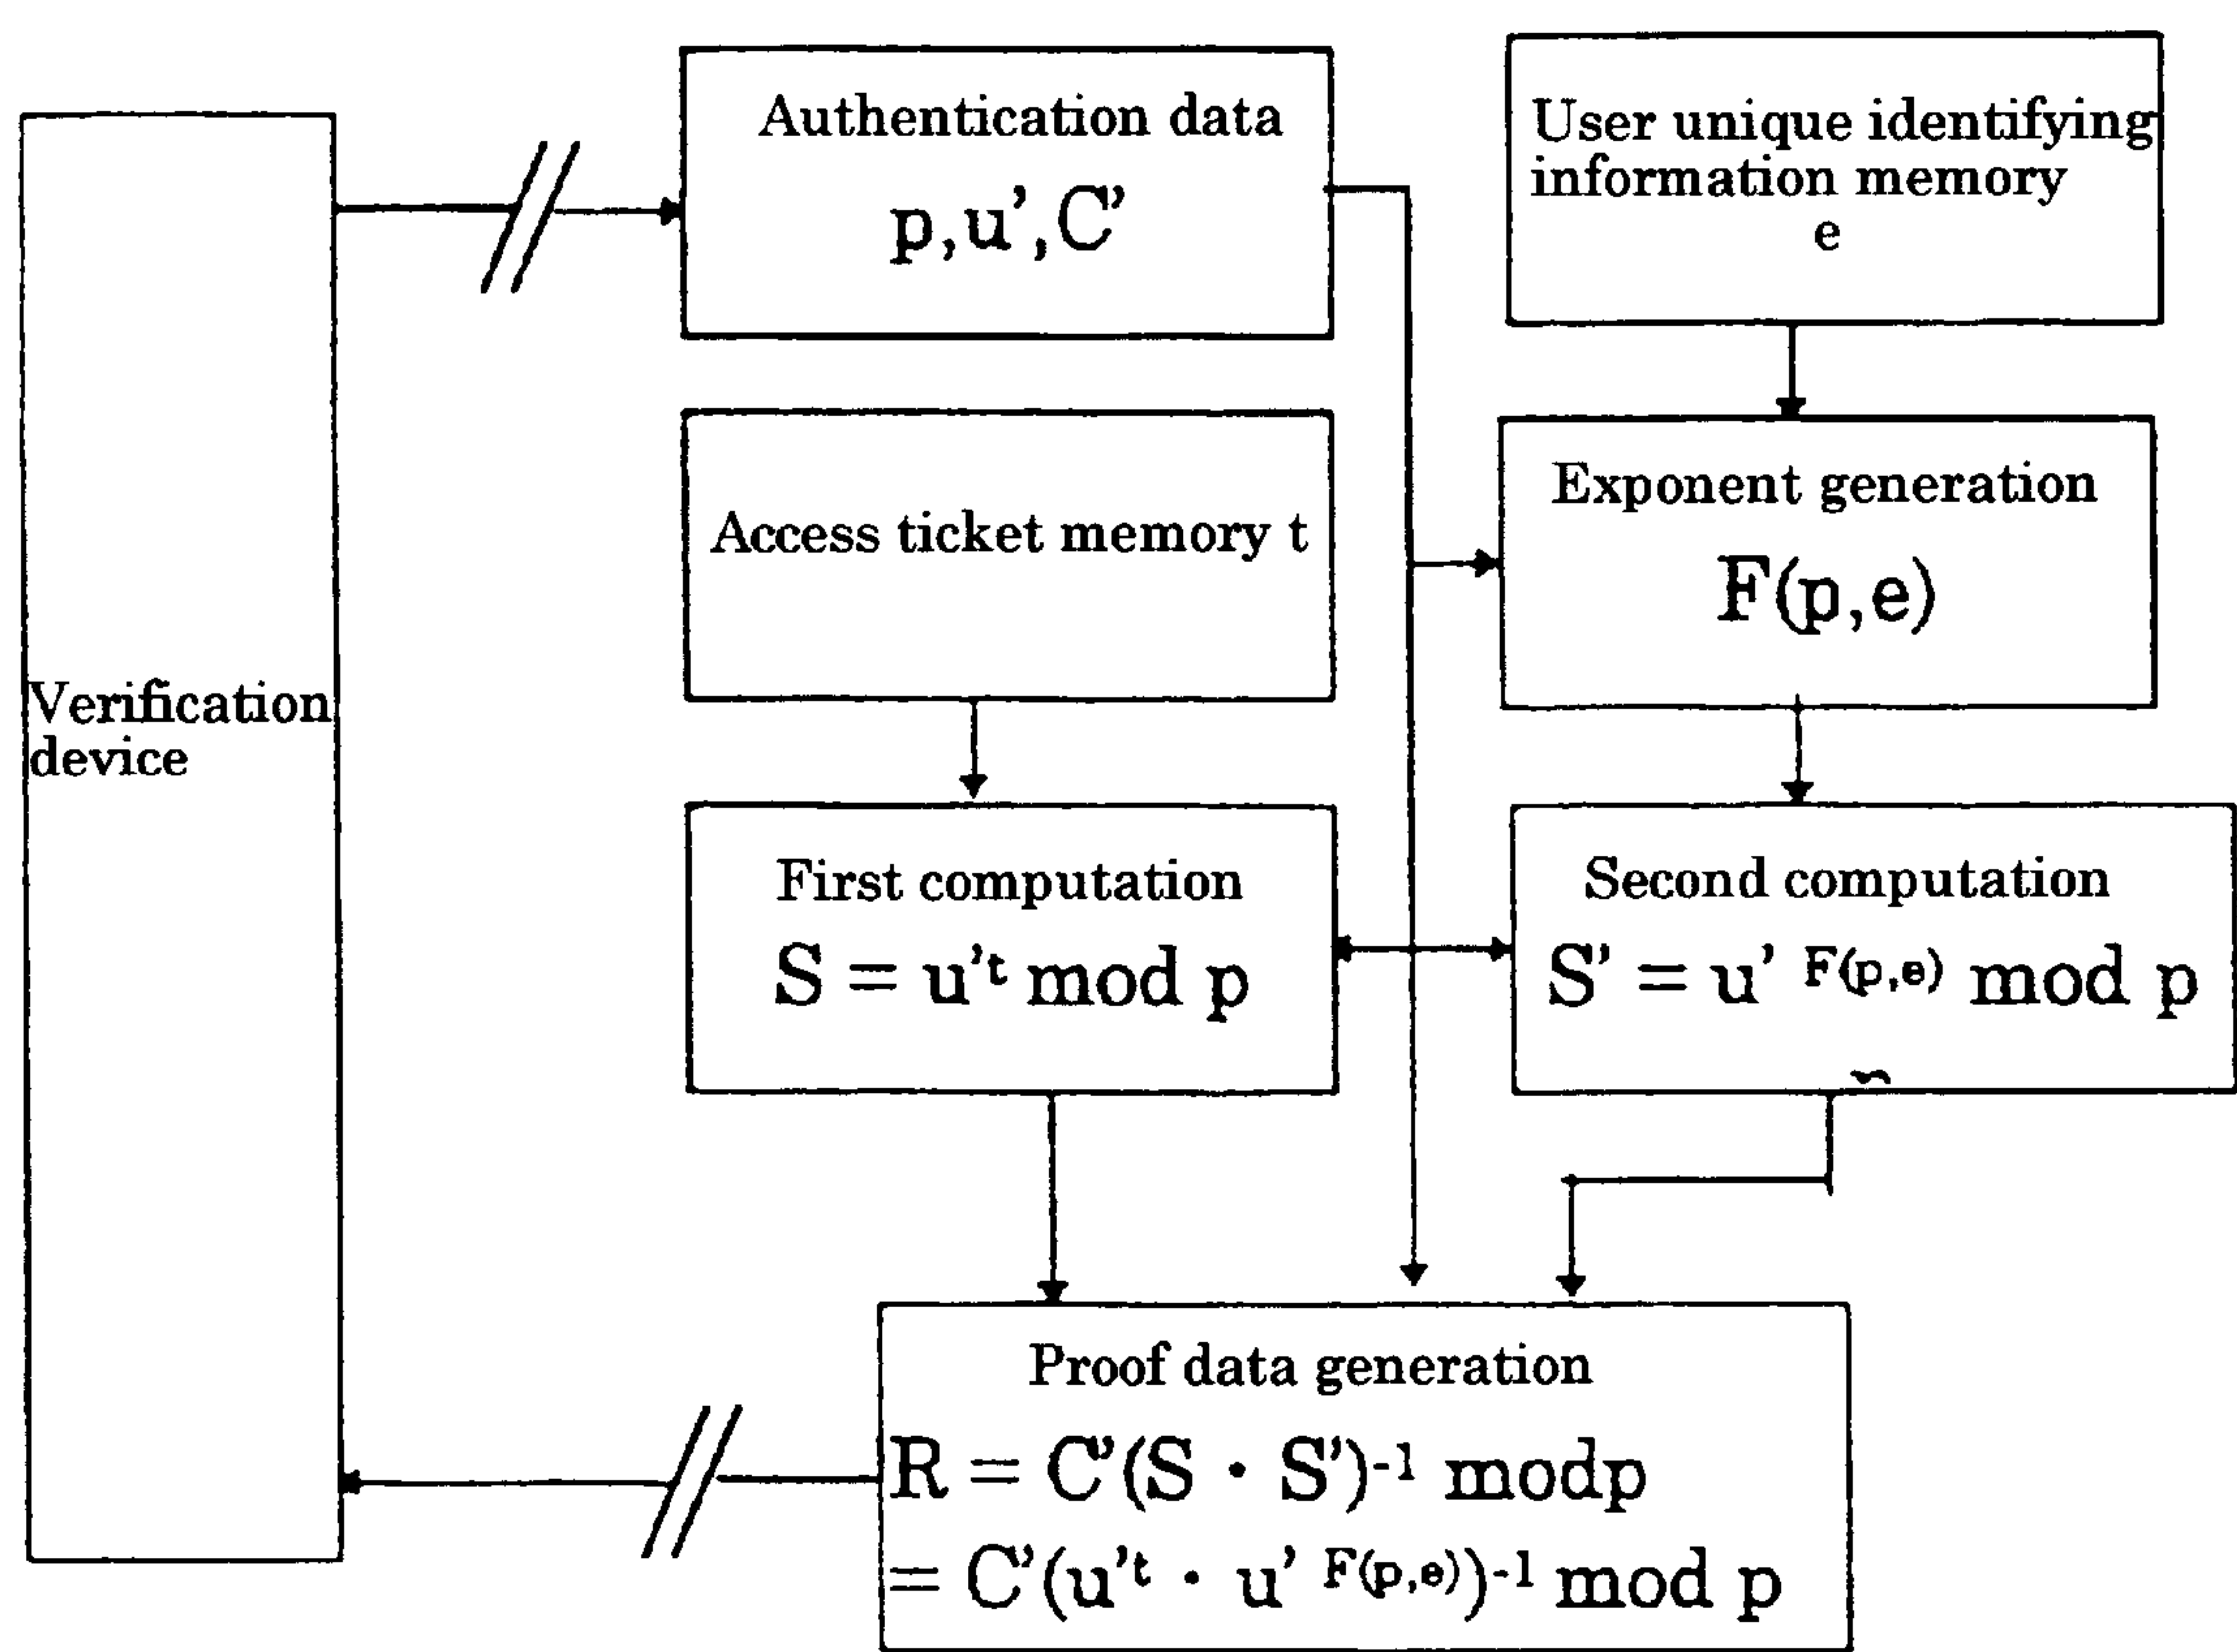 Authentication data
p,u',C'
User unique identifying
information memory
e
Access ticket memory t
Exponent generation
F(p,e)
Verification
device
First computation
S = u'ᵗ mod p
Second computation
S' = u' F(p,e) mod p
Proof data generation
R = C'(S · S')-1 modp
= C'(u'ᵗ · u' F(p,e))-1 mod p